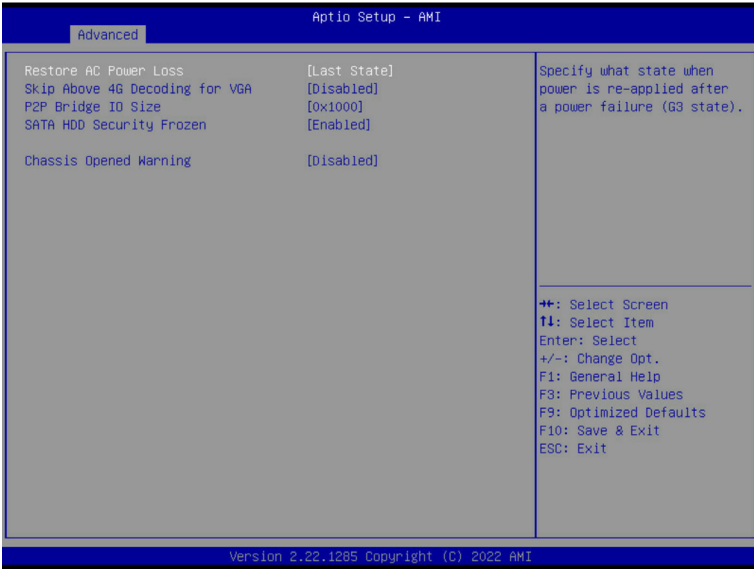 Aptio Setup – AMI
Advanced
Restore AC Power Loss [Last State]
Skip Above 4G Decoding for VGA [Disabled]
P2P Bridge IO Size [0x1000]
SATA HDD Security Frozen [Enabled]
Chassis Opened Warning [Disabled]
Specify what state when
power is re-applied after
a power failure (G3 state).
→←: Select Screen
↑↓: Select Item
Enter: Select
+/-: Change Opt.
F1: General Help
F3: Previous Values
F9: Optimized Defaults
F10: Save & Exit
ESC: Exit
Version 2.22.1285 Copyright (C) 2022 AMI